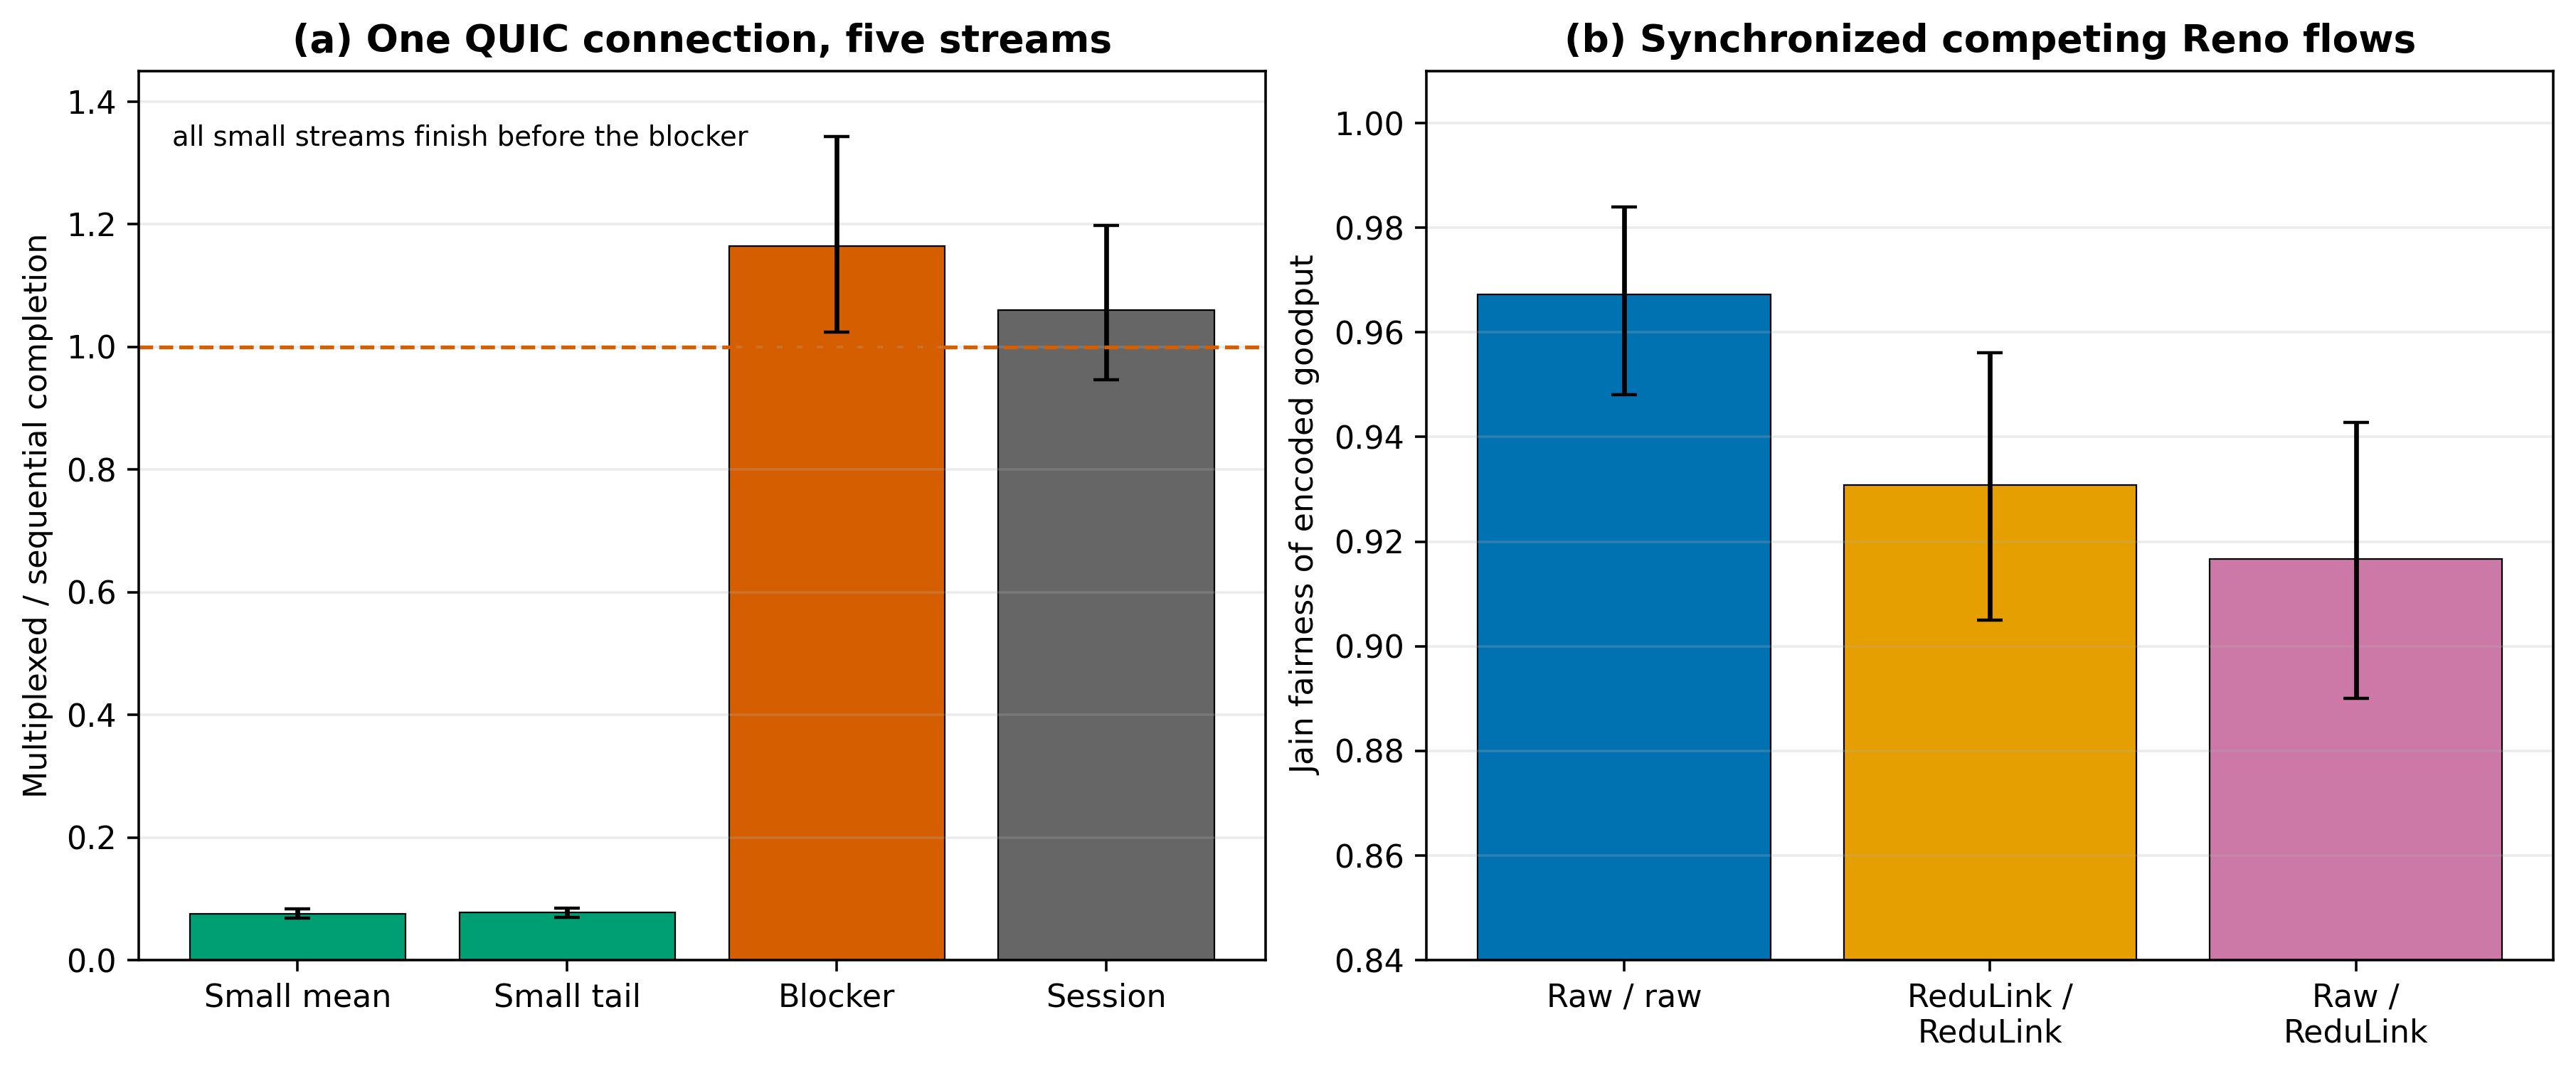 (a) One QUIC connection, five streams
Multiplexed / sequential completion
1.4
1.2
1.0
0.8
0.6
0.4
0.2
0.0
all small streams finish before the blocker
Small mean
Small tail
Blocker
Session
(b) Synchronized competing Reno flows
Jain fairness of encoded goodput
1.00
0.98
0.96
0.94
0.92
0.90
0.88
0.86
0.84
Raw / raw
ReduLink /
ReduLink
Raw /
ReduLink